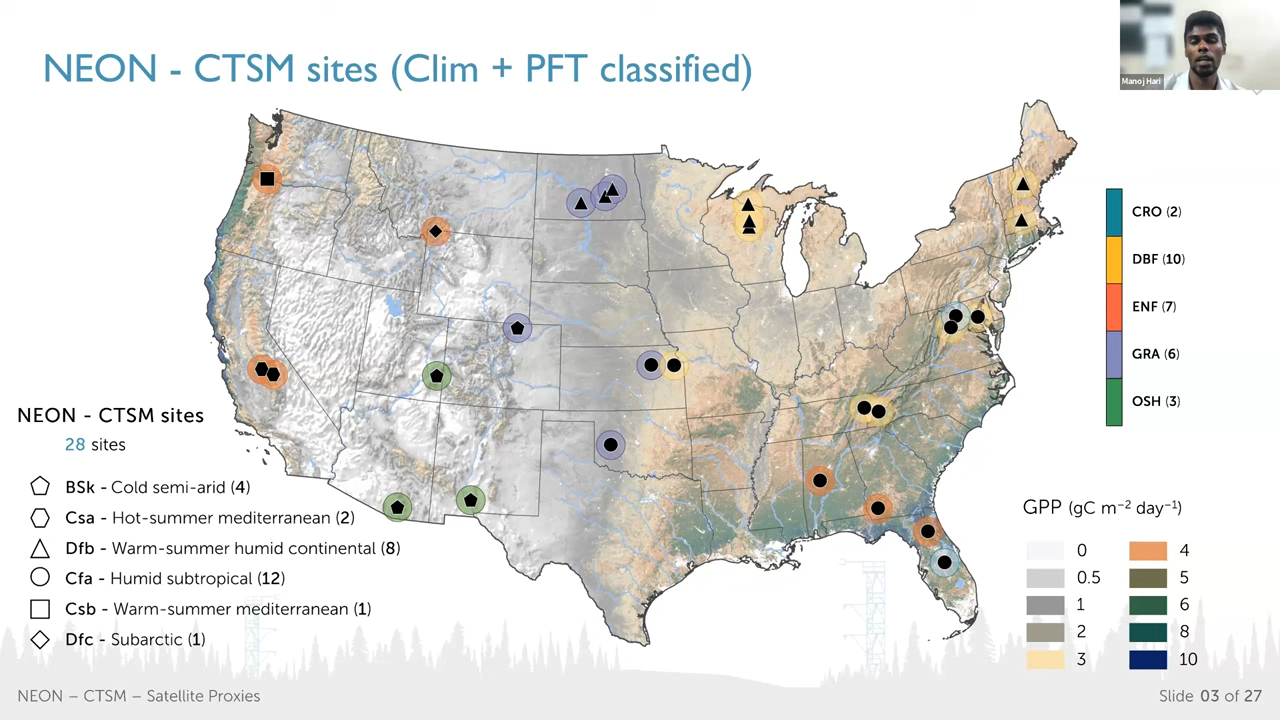 NEON - CTSM sites (Clim + PFT classified)
Manoj Hari
CRO (2)
DBF (10)
ENF (7)
GRA (6)
OSH (3)
NEON - CTSM sites
28 sites
BSk - Cold semi-arid (4)
Csa - Hot-summer mediterranean (2)
Dfb - Warm-summer humid continental (8)
Cfa - Humid subtropical (12)
Csb - Warm-summer mediterranean (1)
Dfc - Subarctic (1)
GPP (gC m⁻² day⁻¹)
0 4
0.5 5
1 6
2 8
3 10
NEON – CTSM – Satellite Proxies
Slide 03 of 27